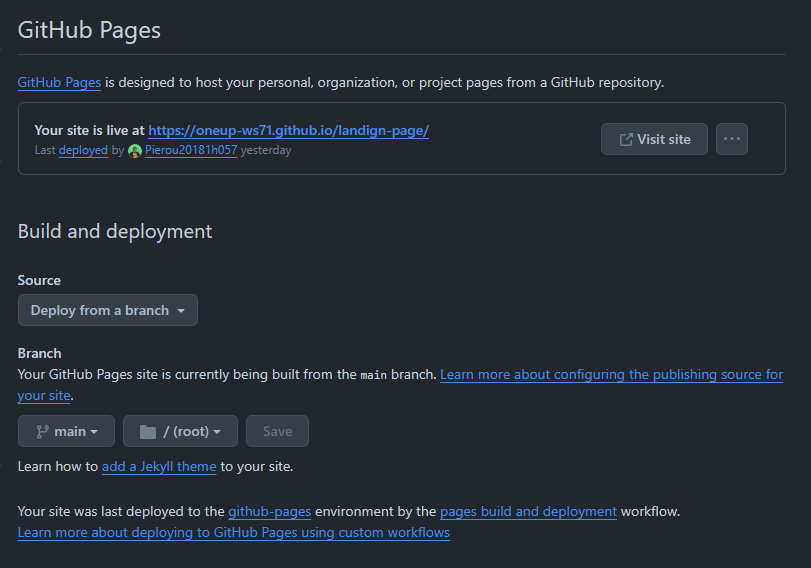 GitHub Pages
GitHub Pages is designed to host your personal, organization, or project pages from a GitHub repository.
Your site is live at https://oneup-ws71.github.io/landign-page/
Last deployed by Pierou20181h057 yesterday
Visit site
Build and deployment
Source
Deploy from a branch
Branch
Your GitHub Pages site is currently being built from the main branch. Learn more about configuring the publishing source for
your site.
main
/ (root)
Save
Learn how to add a Jekyll theme to your site.
Your site was last deployed to the github-pages environment by the pages build and deployment workflow.
Learn more about deploying to GitHub Pages using custom workflows